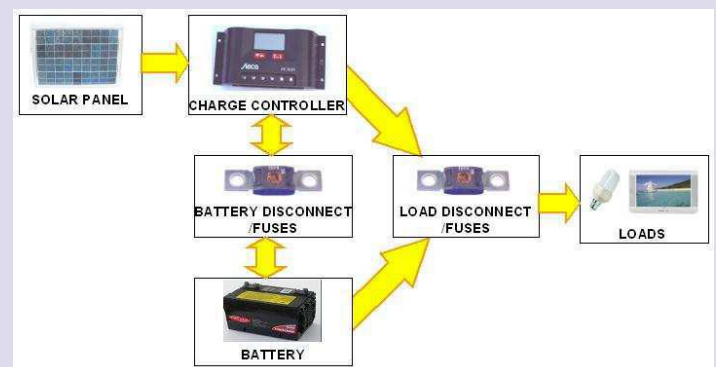 SOLAR PANEL
CHARGE CONTROLLER
BATTERY DISCONNECT
/FUSES
LOAD DISCONNECT
/FUSES
LOADS
BATTERY